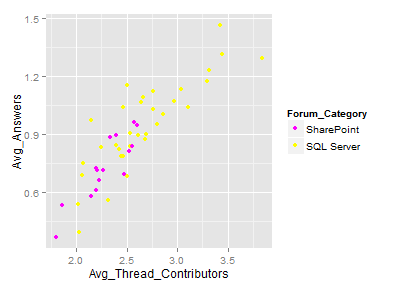 1.5
1.2
0.9
0.6
Avg_Answers
2.0 2.5 3.0 3.5
Avg_Thread_Contributors
Forum_Category
SharePoint
SQL Server